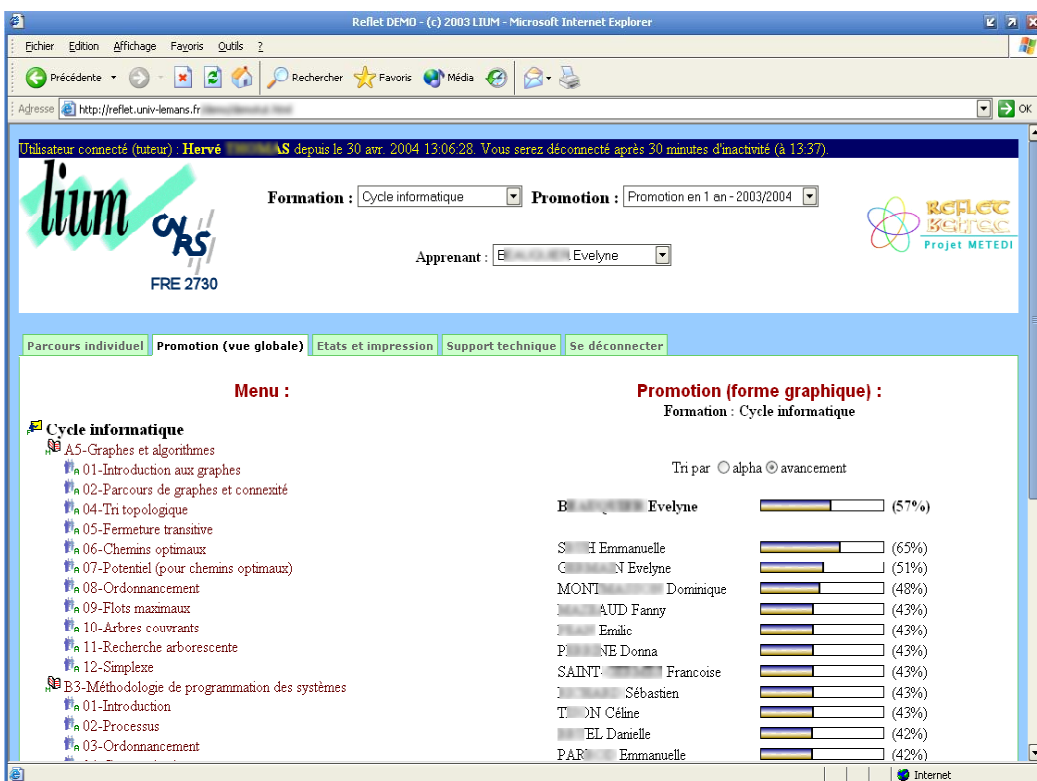 Reflet DEMO - (c) 2003 LIUM - Microsoft Internet Explorer
Fichier Edition Affichage Favoris Outils ?
Précédente Rechercher Favoris Média
Adresse http://reflet.univ-lemans.fr OK
Utilisateur connecté (tuteur) : Hervé depuis le 30 avr. 2004 13:06:28. Vous serez déconnecté après 30 minutes d'inactivité (à 13:37).
lium
CNRS
FRE 2730
Formation : Cycle informatique Promotion : Promotion en 1 an - 2003/2004
Apprenant : Evelyne
REFLET
Projet METEDI
Parcours individuel Promotion (vue globale) Etats et impression Support technique Se déconnecter
Menu :
Cycle informatique
A5-Graphes et algorithmes
01-Introduction aux graphes
02-Parcours de graphes et connexité
04-Tri topologique
05-Fermeture transitive
06-Chemins optimaux
07-Potentiel (pour chemins optimaux)
08-Ordonnancement
09-Flots maximaux
10-Arbres couvrants
11-Recherche arborescente
12-Simplexe
B3-Méthodologie de programmation des systèmes
01-Introduction
02-Processus
03-Ordonnancement
Promotion (forme graphique) :
Formation : Cycle informatique
Tri par alpha avancement
Evelyne (57%)
Emmanuelle (65%)
Evelyne (51%)
Dominique (48%)
Fanny (43%)
Emilic (43%)
Donna (43%)
SAINT- Francoise (43%)
Sébastien (43%)
Céline (43%)
Danielle (42%)
Emmanuelle (42%)
Internet